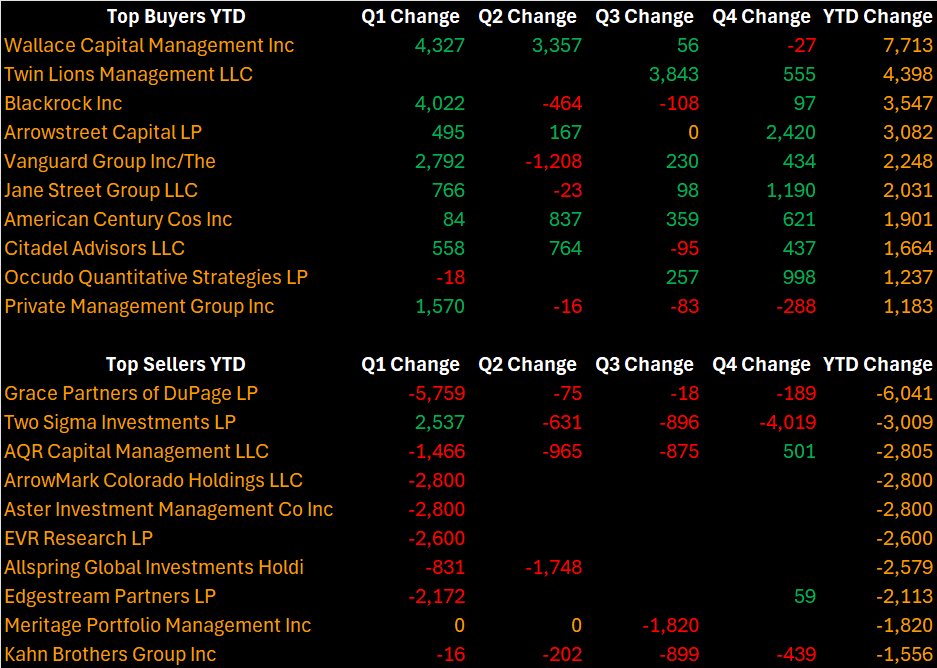 Top Buyers YTD Q1 Change Q2 Change Q3 Change Q4 Change YTD Change
Wallace Capital Management Inc 4,327 3,357 56 -27 7,713
Twin Lions Management LLC 3,843 555 4,398
Blackrock Inc 4,022 -464 -108 97 3,547
Arrowstreet Capital LP 495 167 0 2,420 3,082
Vanguard Group Inc/The 2,792 -1,208 230 434 2,248
Jane Street Group LLC 766 -23 98 1,190 2,031
American Century Cos Inc 84 837 359 621 1,901
Citadel Advisors LLC 558 764 -95 437 1,664
Occudo Quantitative Strategies LP -18 257 998 1,237
Private Management Group Inc 1,570 -16 -83 -288 1,183
Top Sellers YTD Q1 Change Q2 Change Q3 Change Q4 Change YTD Change
Grace Partners of DuPage LP -5,759 -75 -18 -189 -6,041
Two Sigma Investments LP 2,537 -631 -896 -4,019 -3,009
AQR Capital Management LLC -1,466 -965 -875 501 -2,805
ArrowMark Colorado Holdings LLC -2,800 -2,800
Aster Investment Management Co Inc -2,800 -2,800
EVR Research LP -2,600 -2,600
Allspring Global Investments Holdi -831 -1,748 -2,579
Edgestream Partners LP -2,172 59 -2,113
Meritage Portfolio Management Inc 0 0 -1,820 -1,820
Kahn Brothers Group Inc -16 -202 -899 -439 -1,556